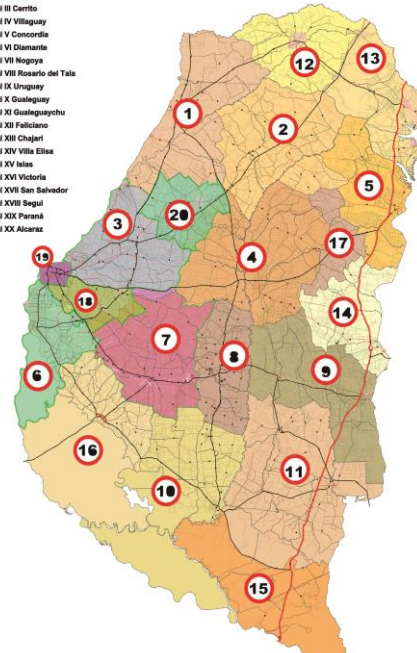 III Cerrito
IV Villaguay
V Concordia
VI Diamante
VII Nogoya
VIII Rosario del Tala
IX Uruguay
X Gualeguay
XI Gualeguaychu
XII Feliciano
XIII Chajari
XIV Villa Elisa
XV Islas
XVI Victoria
XVII San Salvador
XVIII Segui
XIX Paraná
XX Alcaraz
12
13
1
2
5
3
20
17
19
4
18
14
7
8
9
6
16
10
11
15